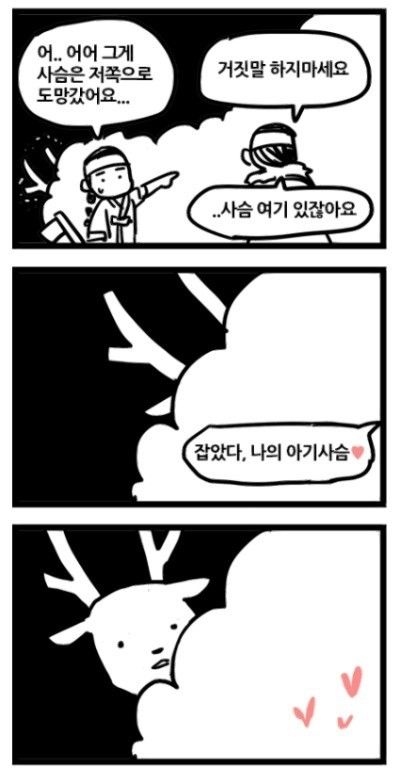 어.. 어어 그게
사슴은 저쪽으로
도망갔어요...
거짓말 하지마세요
..사슴 여기 있잖아요
잡았다, 나의 아기사슴♥